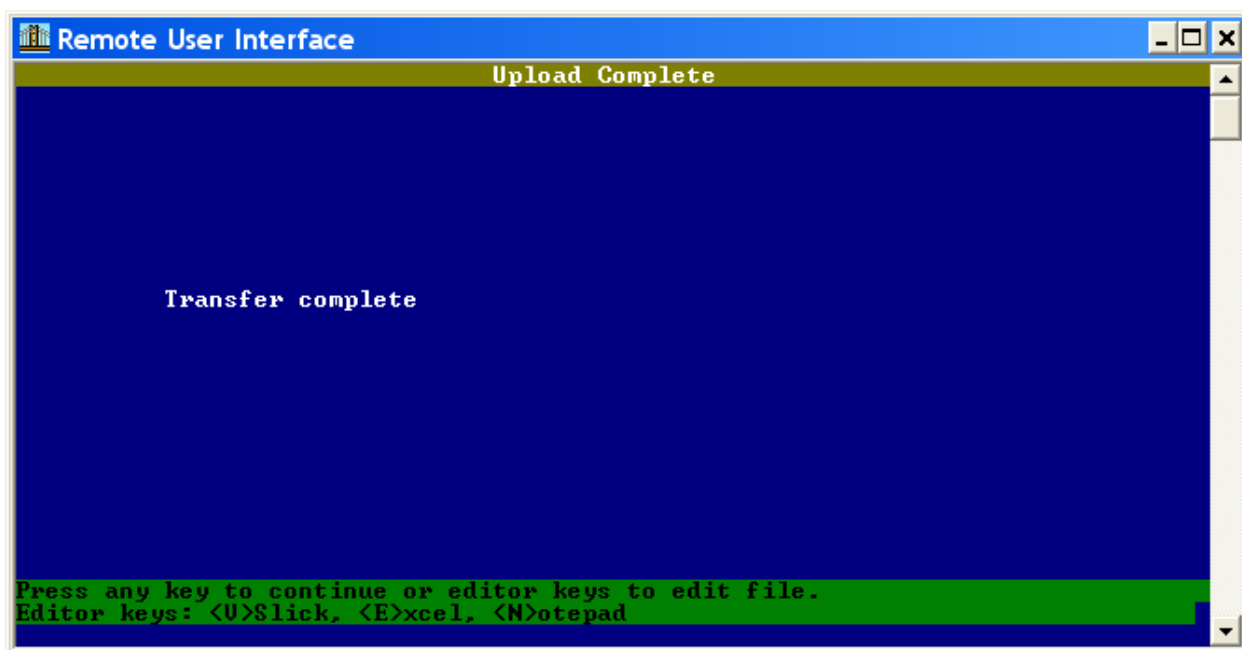 Remote User Interface
Upload Complete
Transfer complete
Press any key to continue or editor keys to edit file.
Editor keys: <V>Slick, <E>xcel, <N>otepad